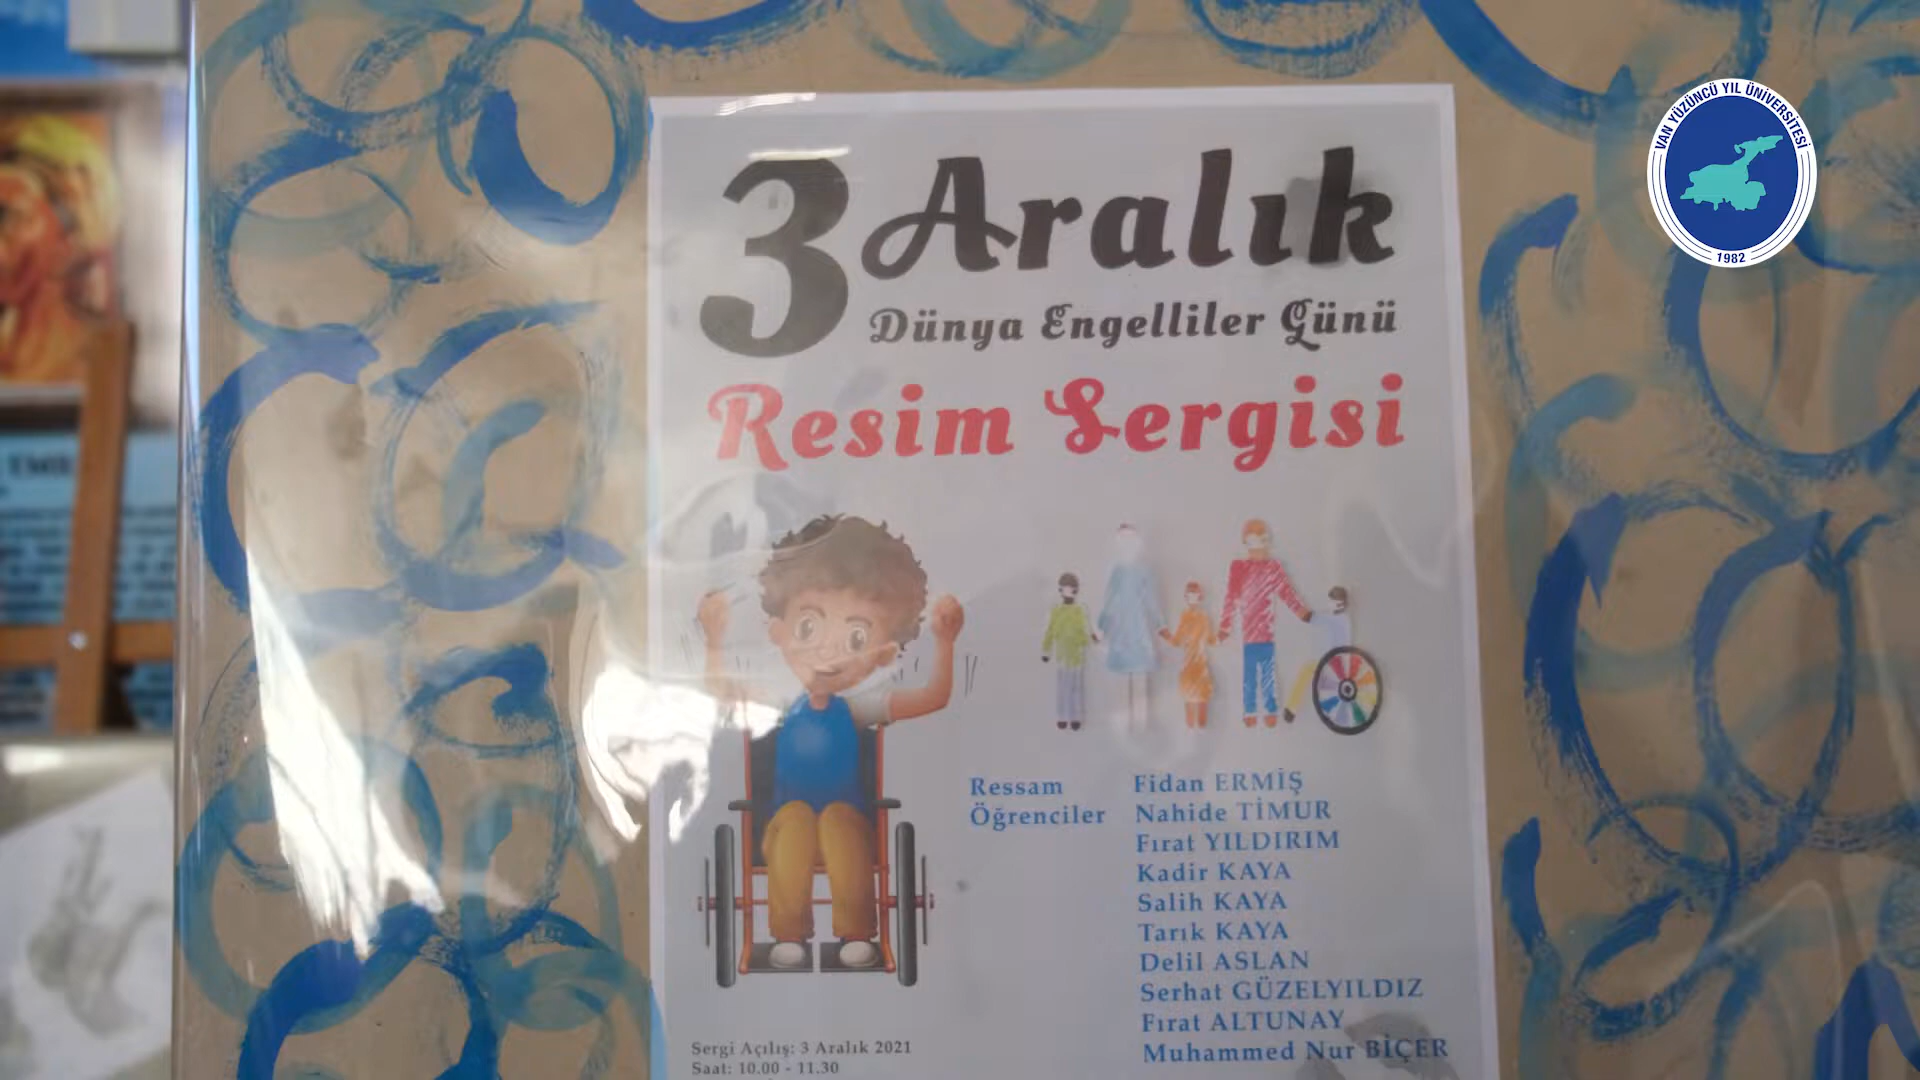 VAN YÜZÜNCÜ YIL ÜNİVERSİTESİ
1982
3 Aralık
Dünya Engelliler Günü
Resim Sergisi
Ressam Öğrenciler
Fidan ERMİŞ
Nahide TİMUR
Fırat YILDIRIM
Kadir KAYA
Salih KAYA
Tarık KAYA
Delil ASLAN
Serhat GÜZELYILDIZ
Fırat ALTUNAY
Muhammed Nur BİÇER
Sergi Açılış: 3 Aralık 2021
Saat: 10.00 - 11.30